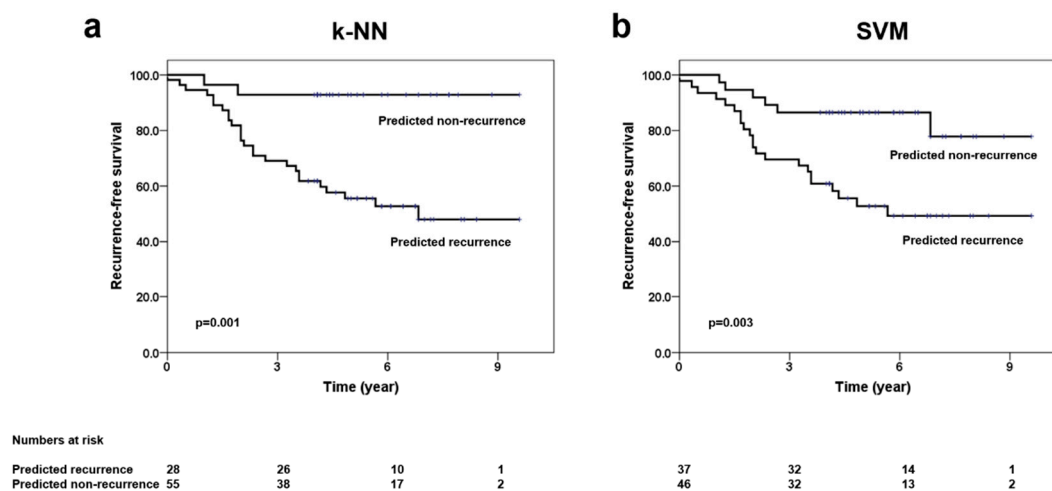 a
k-NN
b
SVM
Recurrence-free survival
100.0
80.0
60.0
40.0
20.0
0.0
Predicted non-recurrence
Predicted recurrence
p=0.001
0 3 6 9
Time (year)
Recurrence-free survival
100.0
80.0
60.0
40.0
20.0
0.0
Predicted non-recurrence
Predicted recurrence
p=0.003
0 3 6 9
Time (year)
Numbers at risk
Predicted recurrence 28 26 10 1 37 32 14 1
Predicted non-recurrence 55 38 17 2 46 32 13 2